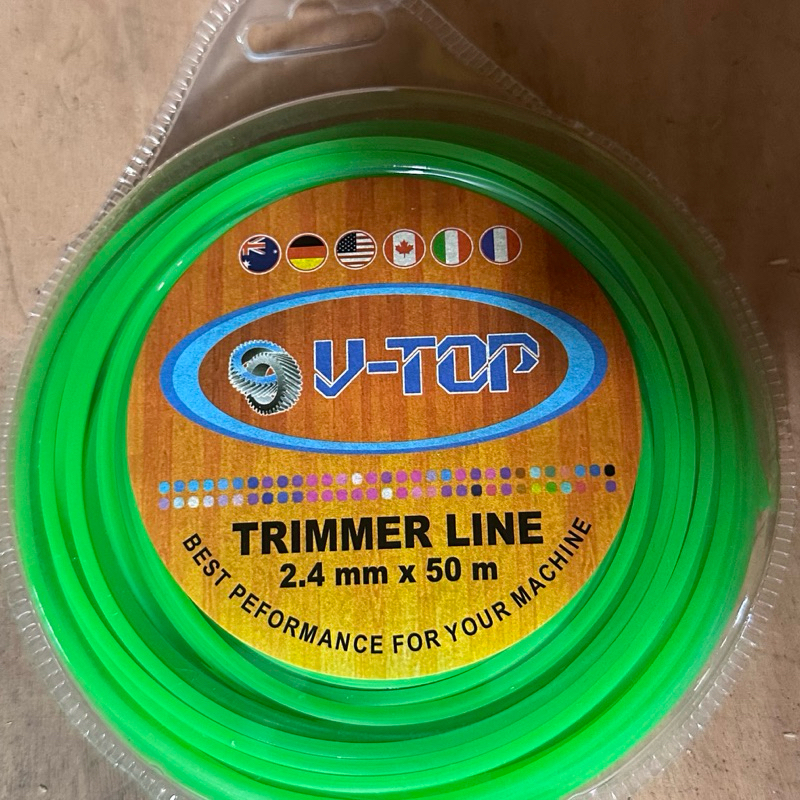 V-TOP
TRIMMER LINE
2.4 mm x 50 m
BEST PEFORMANCE FOR YOUR MACHINE